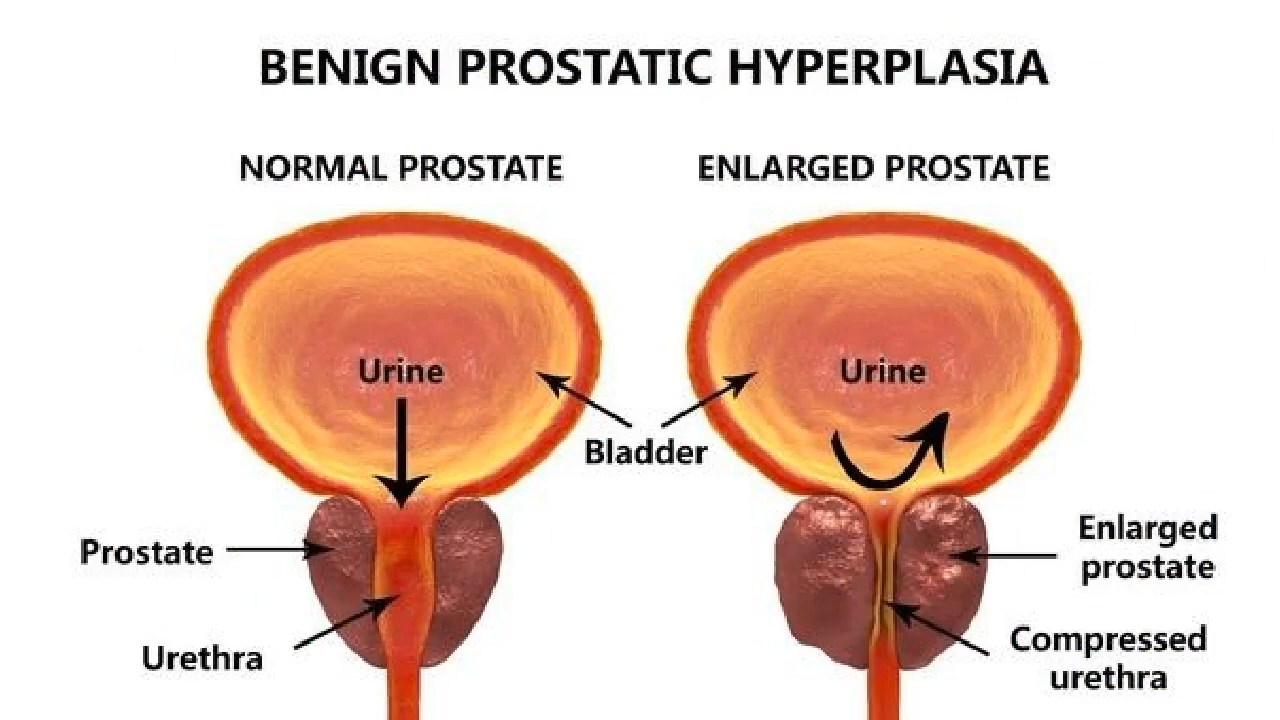 BENIGN PROSTATIC HYPERPLASIA
NORMAL PROSTATE
ENLARGED PROSTATE
Urine
Urine
Bladder
Prostate
Urethra
Enlarged
prostate
Compressed
urethra